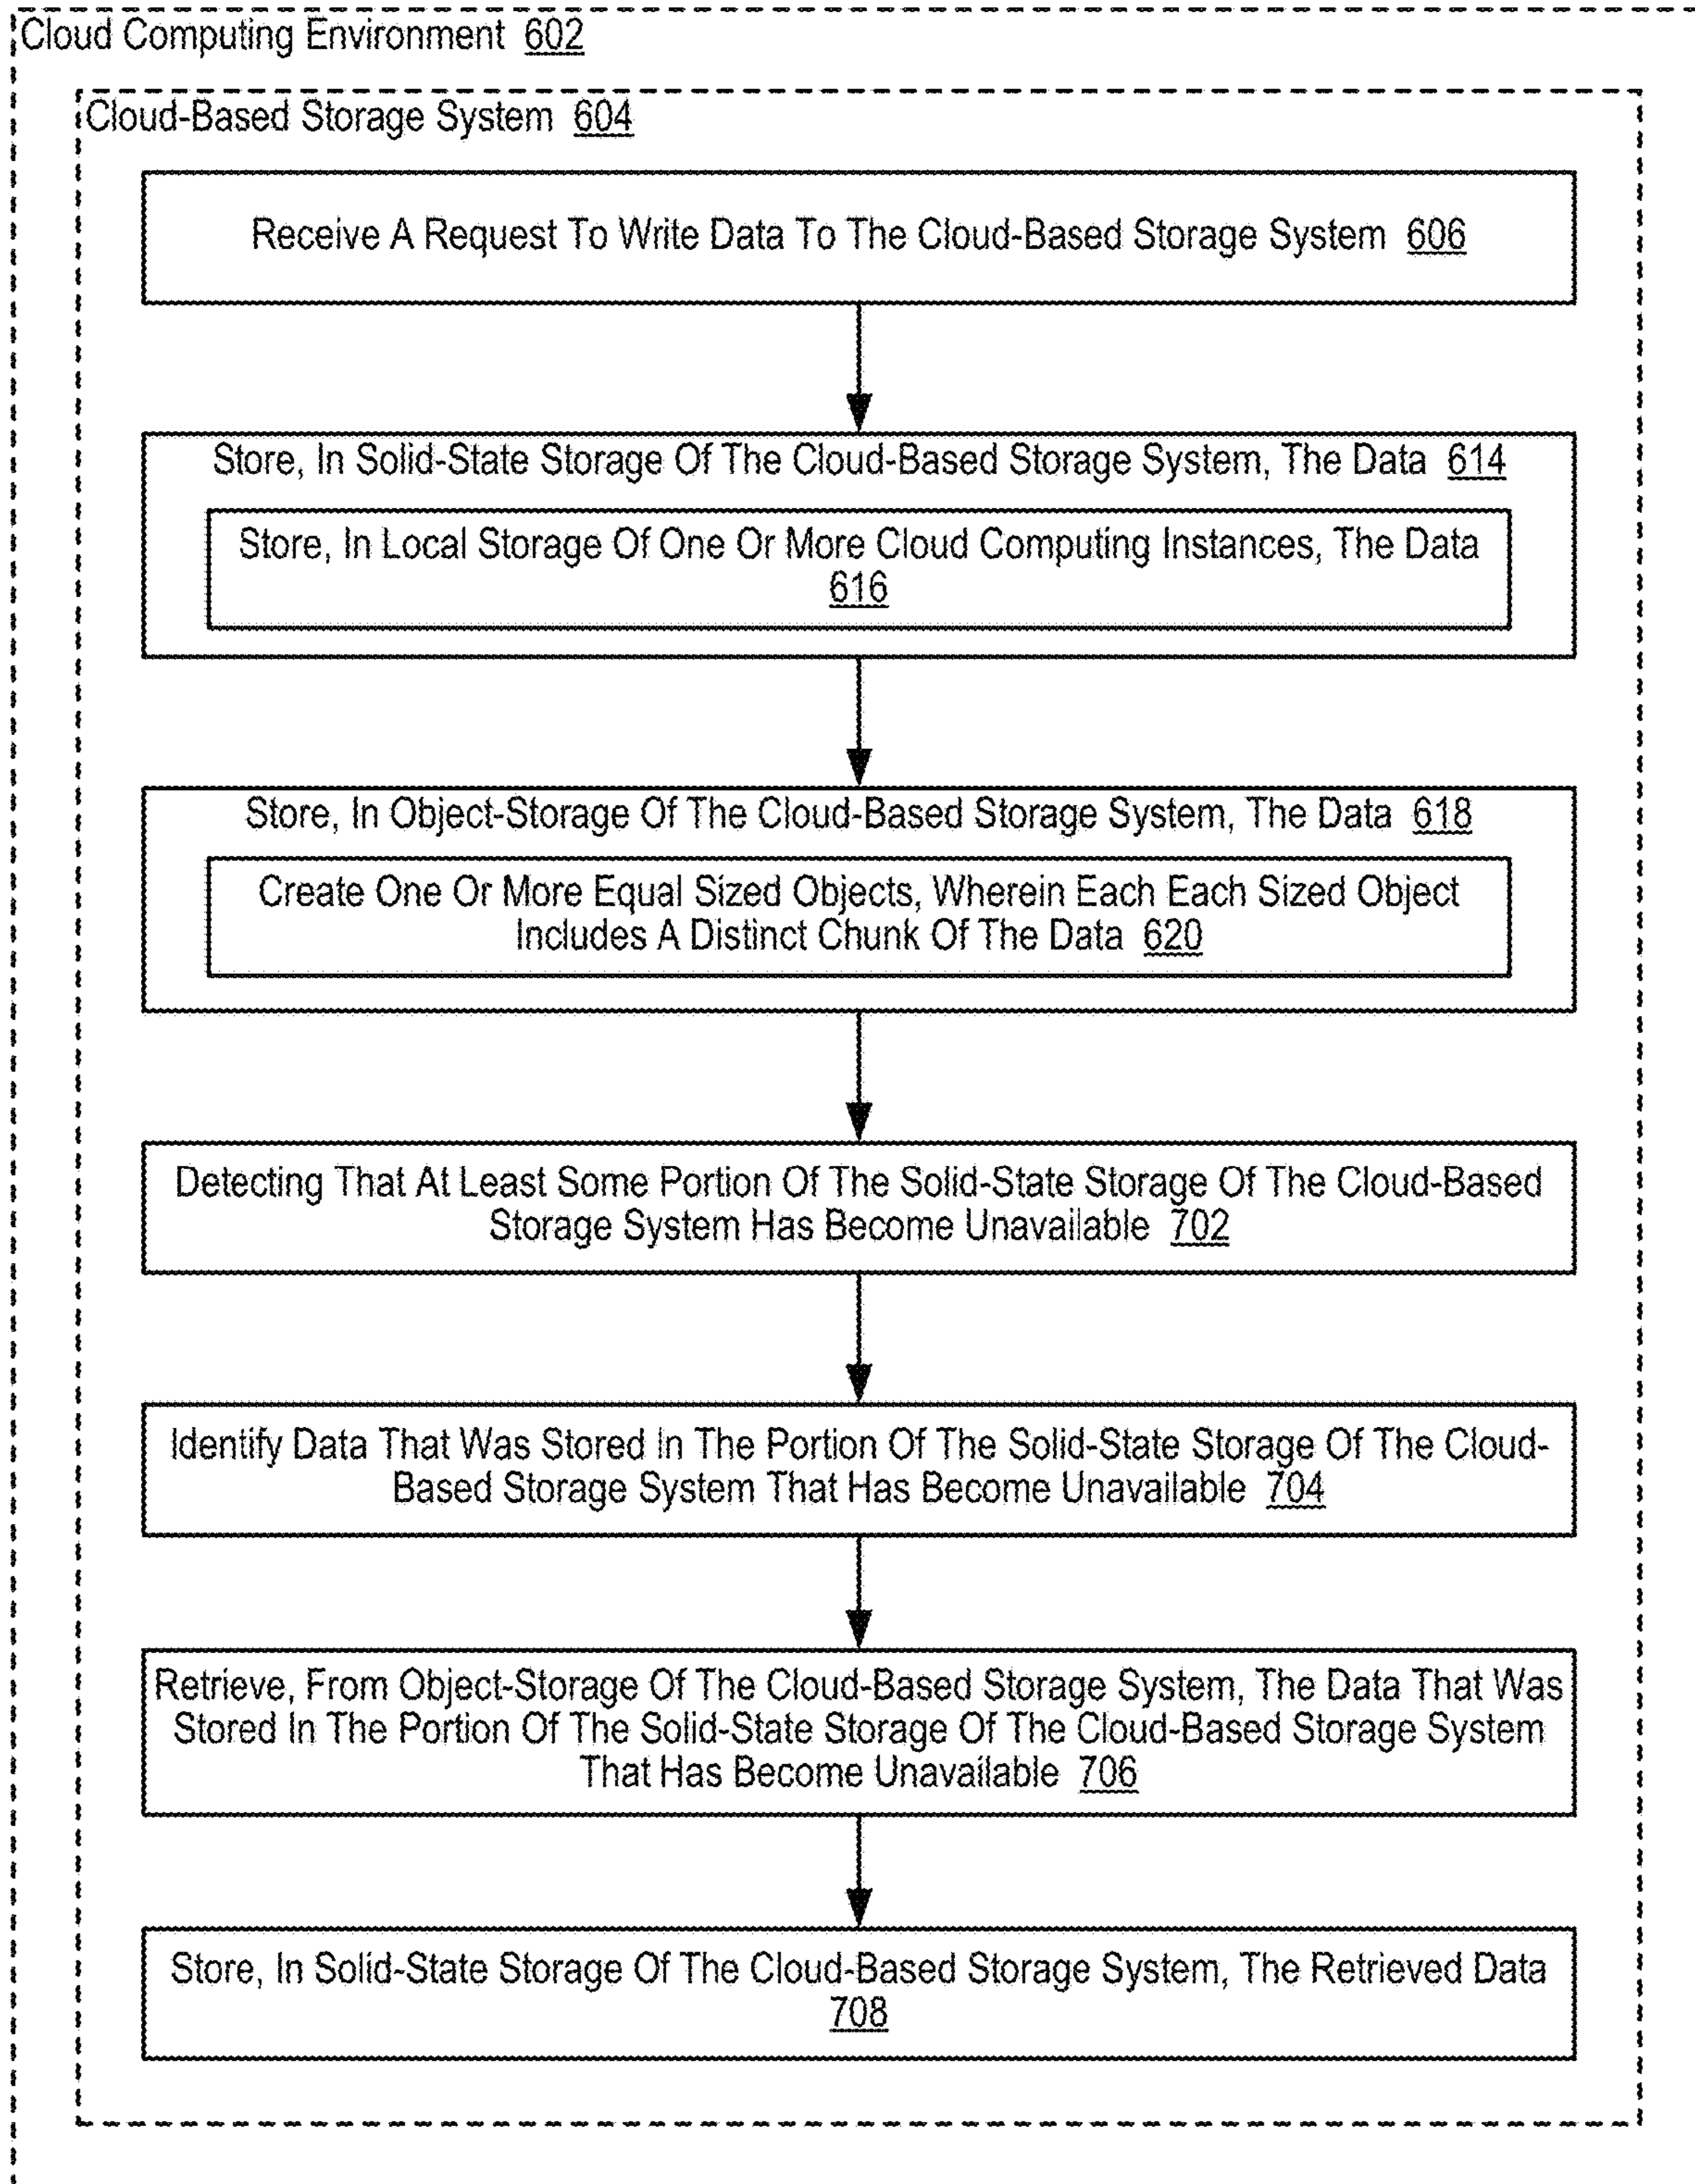 Cloud Computing Environment 602
Cloud-Based Storage System 604
Receive A Request To Write Data To The Cloud-Based Storage System 606
Store, In Solid-State Storage Of The Cloud-Based Storage System, The Data 614
Store, In Local Storage Of One Or More Cloud Computing Instances, The Data
616
Store, In Object-Storage Of The Cloud-Based Storage System, The Data 618
Create One Or More Equal Sized Objects, Wherein Each Each Sized Object
Includes A Distinct Chunk Of The Data 620
Detecting That At Least Some Portion Of The Solid-State Storage Of The Cloud-Based
Storage System Has Become Unavailable 702
Identify Data That Was Stored In The Portion Of The Solid-State Storage Of The Cloud-
Based Storage System That Has Become Unavailable 704
Retrieve, From Object-Storage Of The Cloud-Based Storage System, The Data That Was
Stored In The Portion Of The Solid-State Storage Of The Cloud-Based Storage System
That Has Become Unavailable 706
Store, In Solid-State Storage Of The Cloud-Based Storage System, The Retrieved Data
708